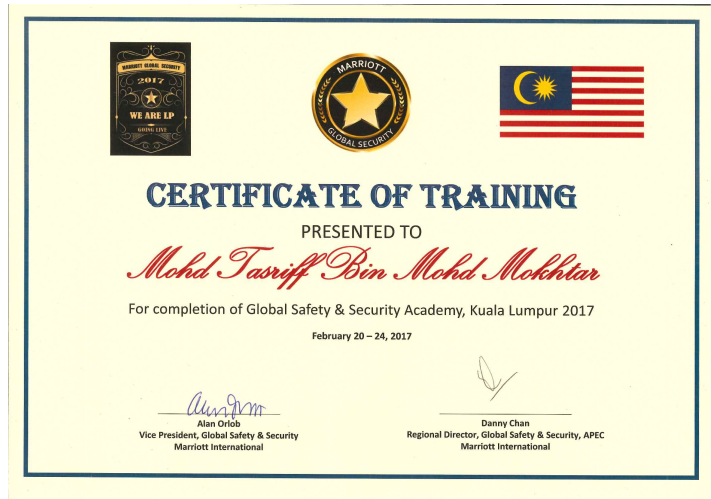 MARRIOTT GLOBAL SECURITY
2017
WE ARE LP
GOING LIVE
MARRIOTT
GLOBAL SECURITY
CERTIFICATE OF TRAINING
PRESENTED TO
Mohd Tasriff Bin Mohd Mokhtar
For completion of Global Safety & Security Academy, Kuala Lumpur 2017
February 20 – 24, 2017
Alan Orlob
Vice President, Global Safety & Security
Marriott International
Danny Chan
Regional Director, Global Safety & Security, APEC
Marriott International